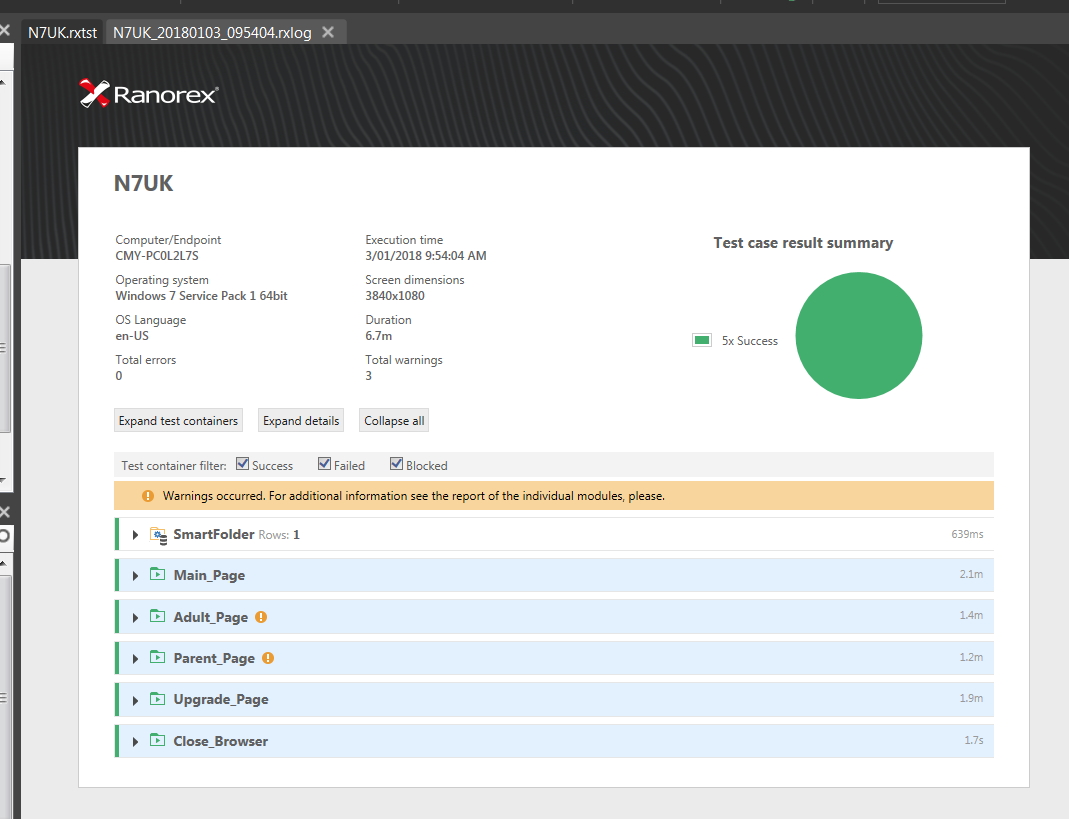 N7UK.rxtst N7UK_20180103_095404.rxlog
Ranorex®
N7UK
Computer/Endpoint
CMY-PC0L2L7S
Execution time
3/01/2018 9:54:04 AM
Operating system
Windows 7 Service Pack 1 64bit
Screen dimensions
3840x1080
OS Language
en-US
Duration
6.7m
Total errors
0
Total warnings
3
Test case result summary
5x Success
Expand test containers Expand details Collapse all
Test container filter: Success Failed Blocked
Warnings occurred. For additional information see the report of the individual modules, please.
SmartFolder Rows: 1 639ms
Main_Page 2.1m
Adult_Page 1.4m
Parent_Page 1.2m
Upgrade_Page 1.9m
Close_Browser 1.7s